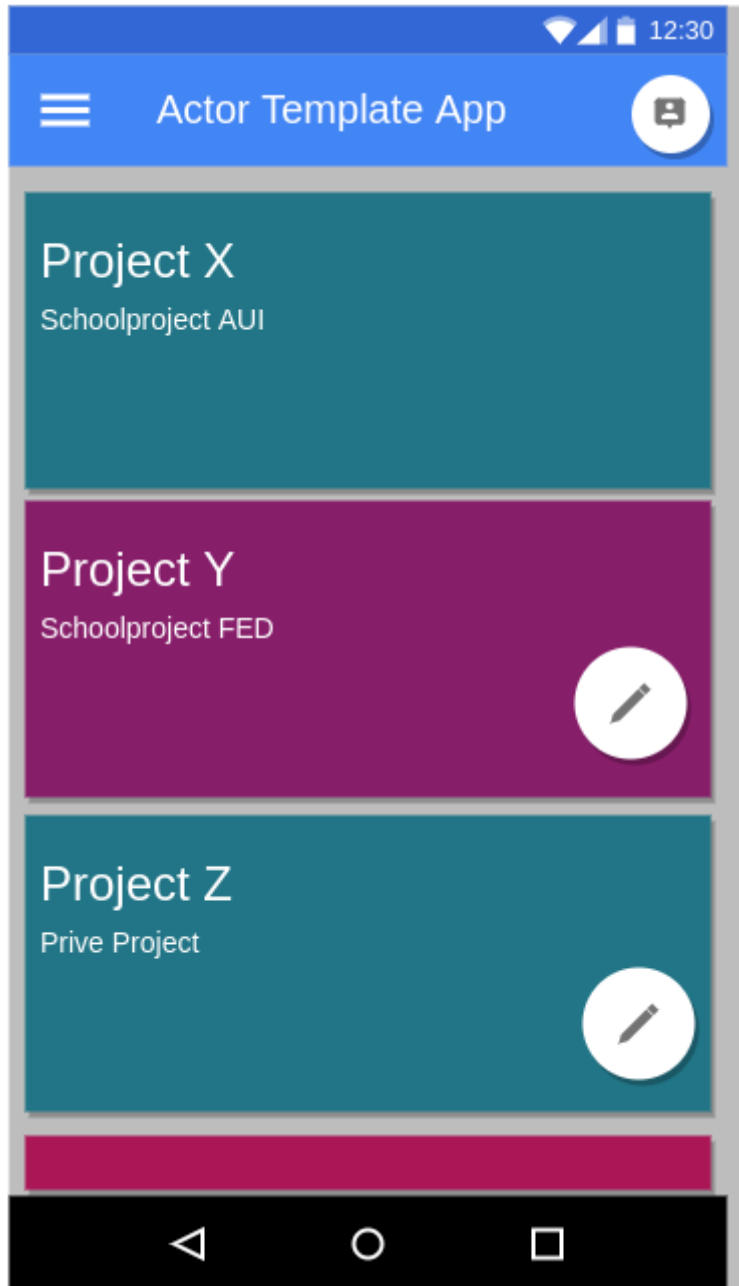 12:30
Actor Template App
Project X
Schoolproject AUI
Project Y
Schoolproject FED
Project Z
Prive Project